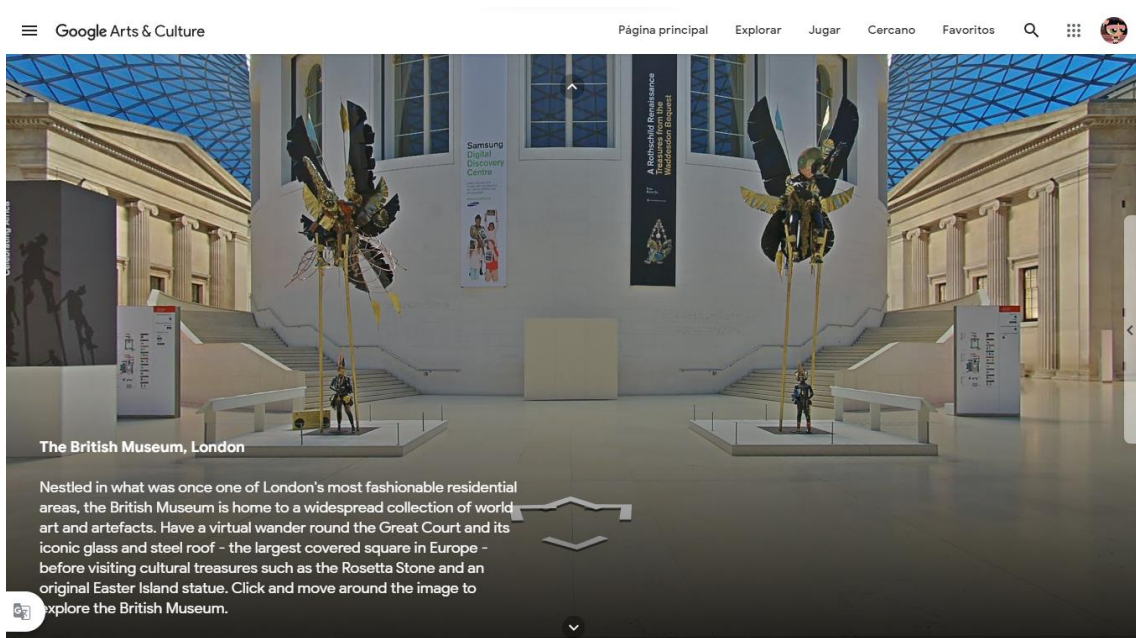 Google Arts & Culture
Página principal
Explorar
Jugar
Cercano
Favoritos
Samsung
Digital
Discovery
Centre
A Rothschild Renaissance
Treasures from the
Waddesdon Bequest
Celebrating Africa
The British Museum, London
Nestled in what was once one of London's most fashionable residential
areas, the British Museum is home to a widespread collection of world
art and artefacts. Have a virtual wander round the Great Court and its
iconic glass and steel roof - the largest covered square in Europe -
before visiting cultural treasures such as the Rosetta Stone and an
original Easter Island statue. Click and move around the image to
explore the British Museum.